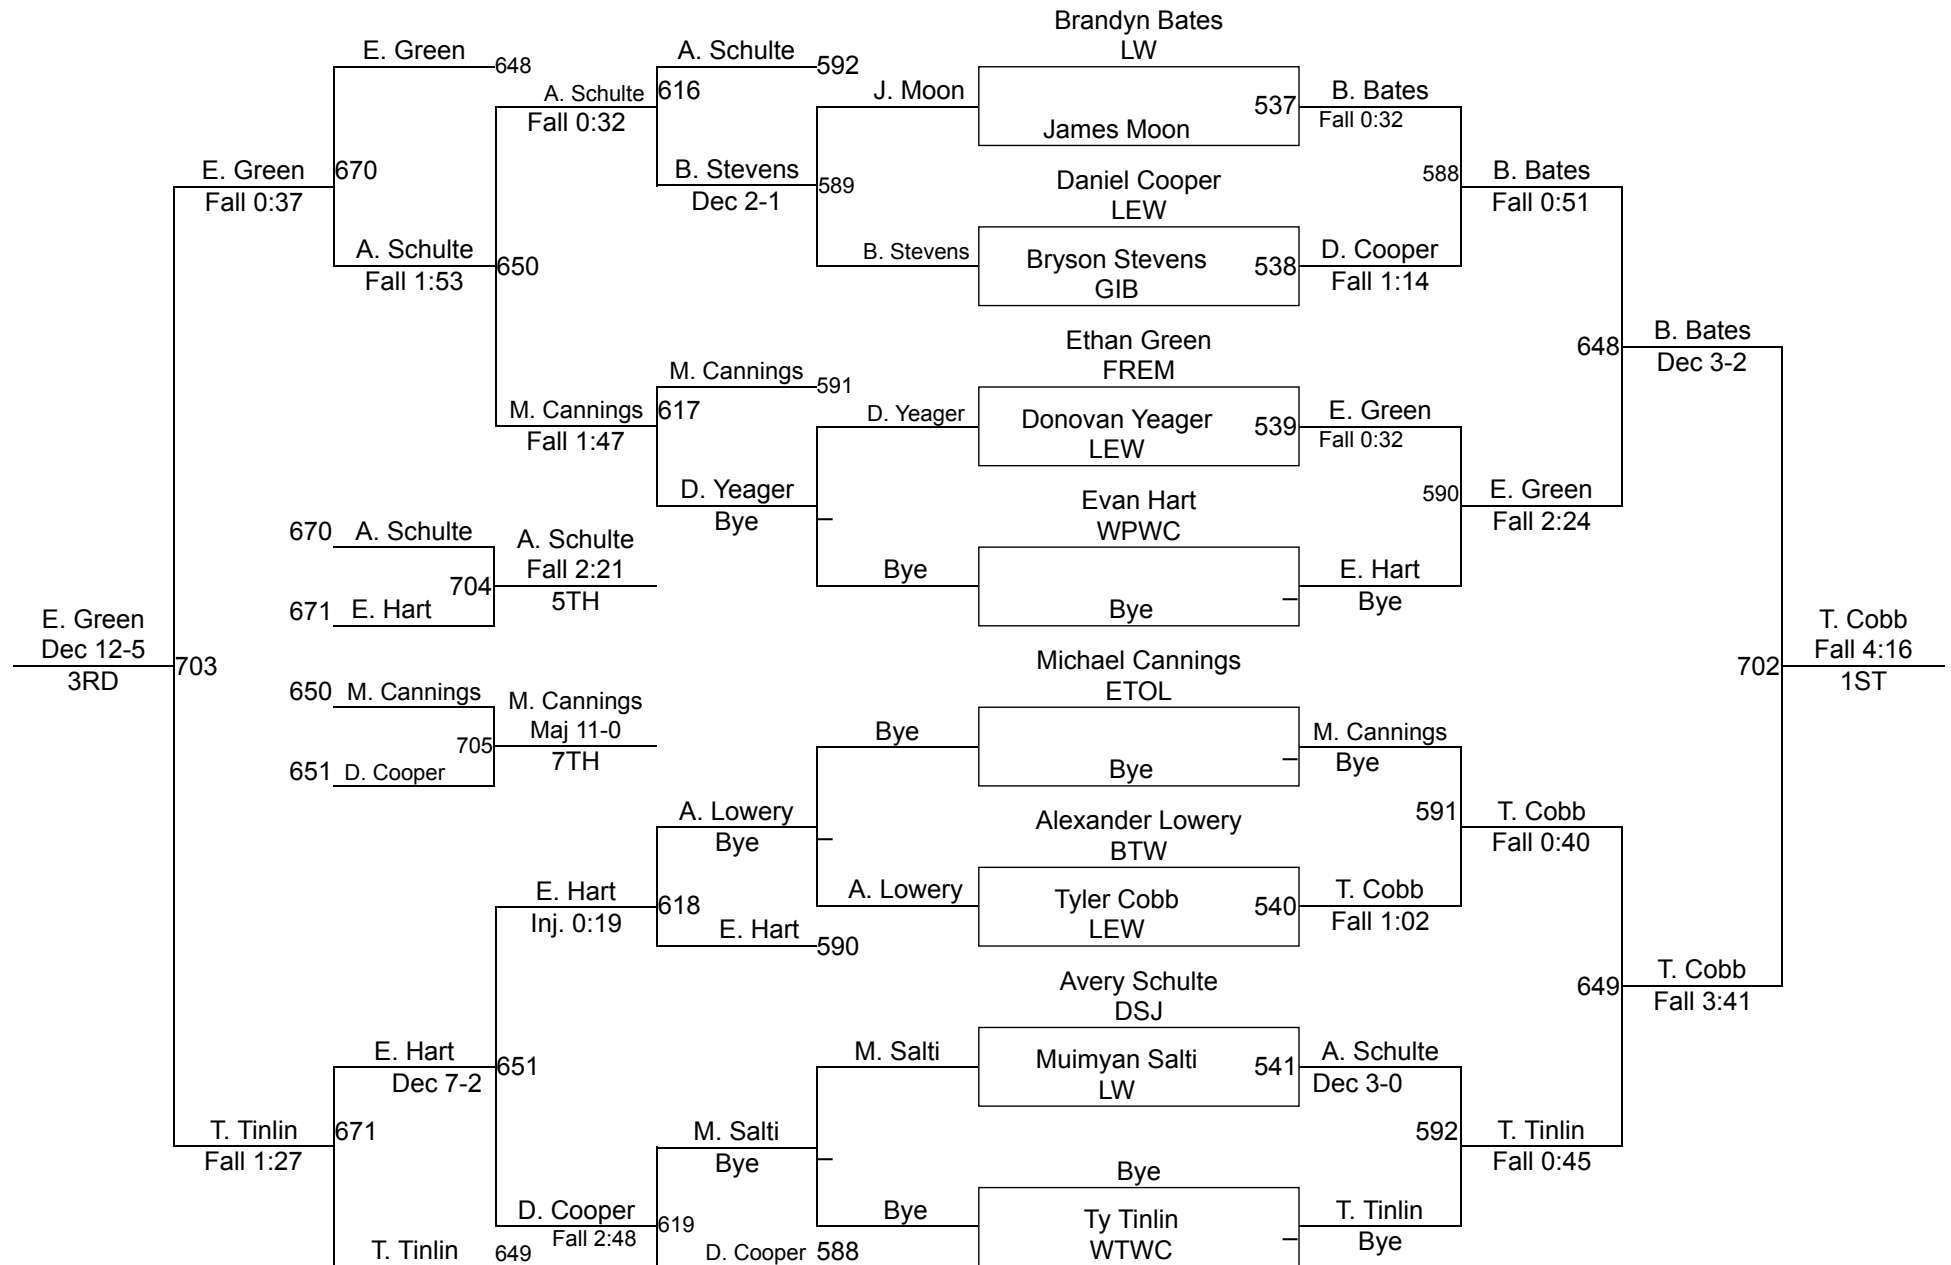 Brandyn Bates
LW
E. Green
648
A. Schulte
592
A. Schulte
616
J. Moon
537
B. Bates
Fall 0:32
Fall 0:32
James Moon
E. Green
670
B. Stevens
589
Daniel Cooper
588
B. Bates
Fall 0:37
Dec 2-1
LEW
Fall 0:51
A. Schulte
650
B. Stevens
Bryson Stevens
538
D. Cooper
Fall 1:53
GIB
Fall 1:14
Ethan Green
648
B. Bates
FREM
Dec 3-2
M. Cannings
591
M. Cannings
617
D. Yeager
Donovan Yeager
539
E. Green
Fall 1:47
LEW
Fall 0:32
D. Yeager
Evan Hart
590
E. Green
Bye
–
WPWC
Fall 2:24
670
A. Schulte
A. Schulte
Fall 2:21
704
5TH
Bye
E. Hart
671
E. Hart
Bye
–
Bye
E. Green
Dec 12-5
703
3RD
T. Cobb
Fall 4:16
702
1ST
Michael Cannings
ETOL
650
M. Cannings
M. Cannings
Maj 11-0
705
7TH
651
D. Cooper
Bye
M. Cannings
Bye
–
Bye
A. Lowery
Bye
–
Alexander Lowery
BTW
591
T. Cobb
Fall 0:40
E. Hart
Inj. 0:19
618
A. Lowery
Tyler Cobb
LEW
540
T. Cobb
Fall 1:02
E. Hart
590
Avery Schulte
DSJ
649
T. Cobb
Fall 3:41
E. Hart
Dec 7-2
651
M. Salti
Muimyan Salti
LW
541
A. Schulte
Dec 3-0
T. Tinlin
Fall 1:27
671
M. Salti
Bye
–
Bye
592
T. Tinlin
Fall 0:45
D. Cooper
Fall 2:48
619
Bye
Ty Tinlin
WTWC
–
T. Tinlin
Bye
T. Tinlin
649
D. Cooper
588